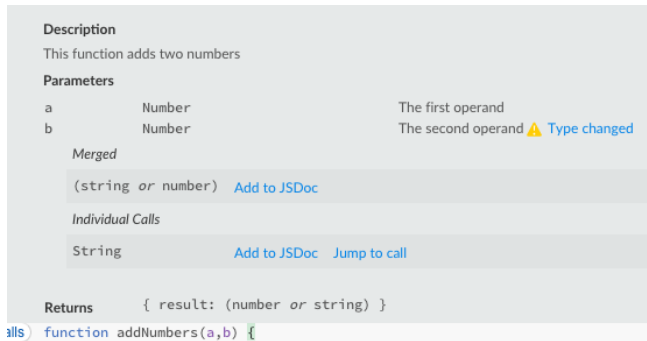 Description
This function adds two numbers
Parameters
a Number The first operand
b Number The second operand Type changed
Merged
(string or number) Add to JSDoc
Individual Calls
String Add to JSDoc Jump to call
Returns { result: (number or string) }
alls) function addNumbers(a,b) {